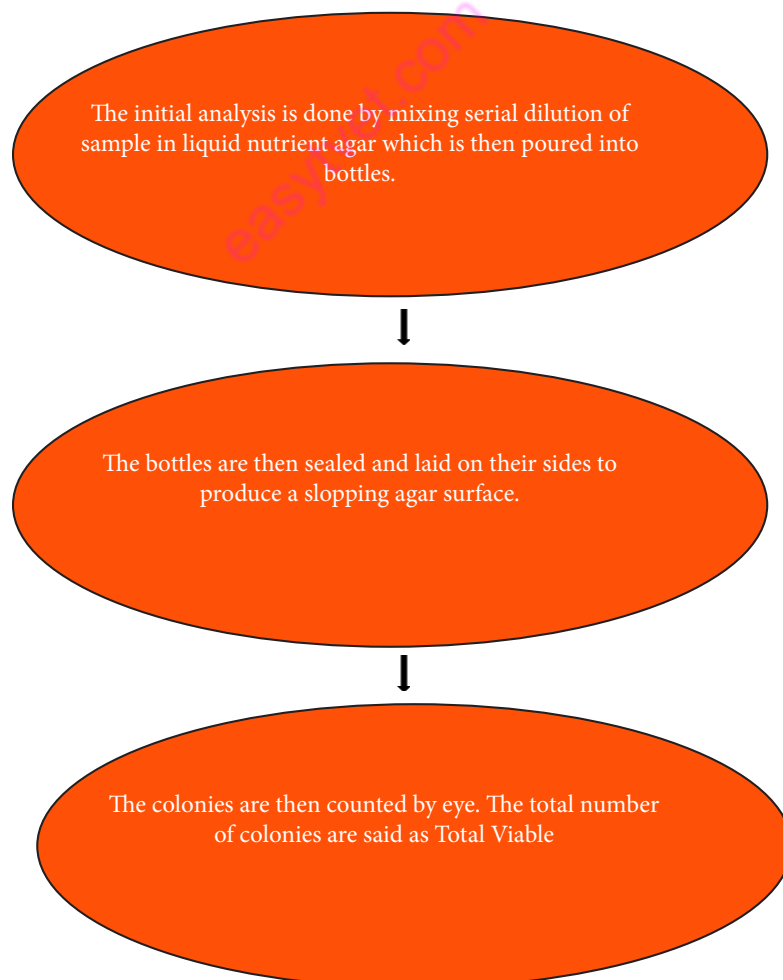 The initial analysis is done by mixing serial dilution of
sample in liquid nutrient agar which is then poured into
bottles.
easytvet.com
The bottles are then sealed and laid on their sides to
produce a slopping agar surface.
The colonies are then counted by eye. The total number
of colonies are said as Total Viable